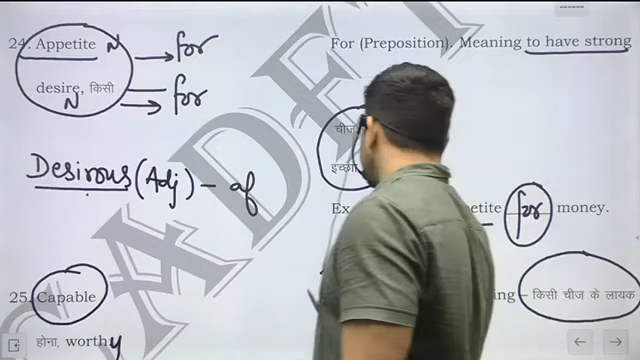 24. Appetite N → for
For (Preposition). Meaning to have strong
desire, किसी → for
N
चीज
इच्छा
Desirous (Adj) - of
Ex
etite for money.
25. Capable
ing – किसी चीज के लायक
होना, worthy